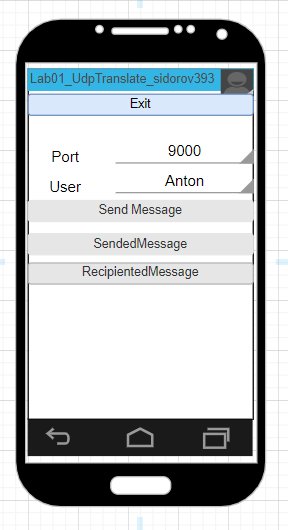 Lab01_UdpTranslate_sidorov393
Exit
Port 9000
User Anton
Send Message
SendedMessage
RecipientedMessage